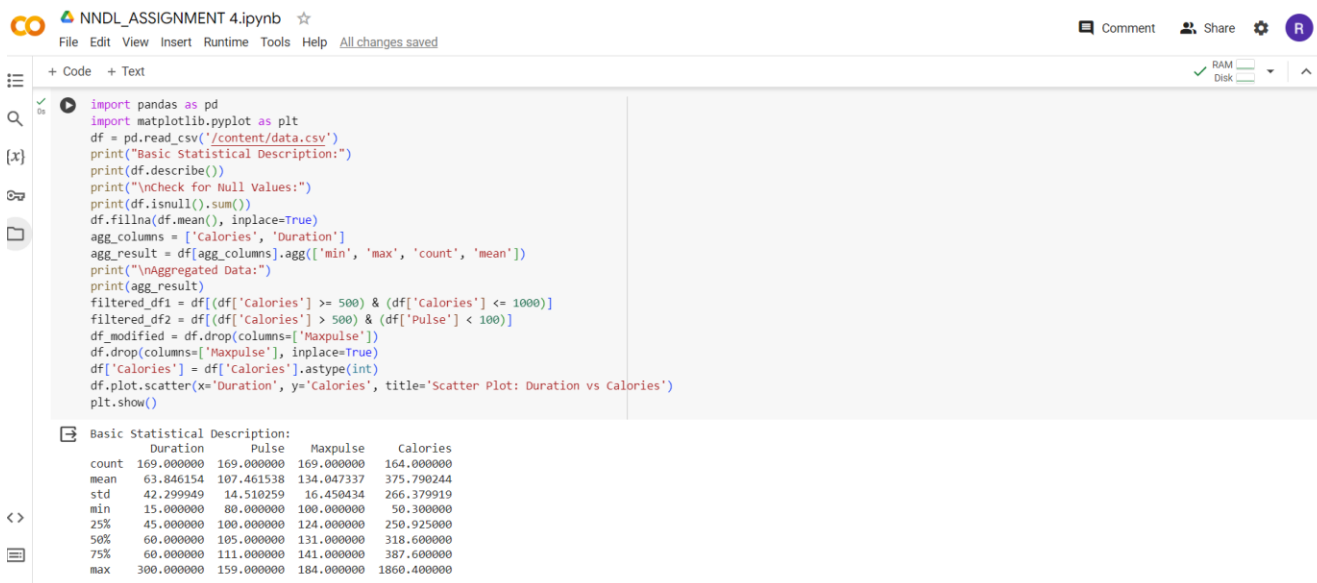 NNDL_ASSIGNMENT 4.ipynb
Comment Share R
File Edit View Insert Runtime Tools Help All changes saved
+ Code + Text
RAM
Disk
0s
import pandas as pd
import matplotlib.pyplot as plt
df = pd.read_csv('/content/data.csv')
print("Basic Statistical Description:")
print(df.describe())
print("\nCheck for Null Values:")
print(df.isnull().sum())
df.fillna(df.mean(), inplace=True)
agg_columns = ['Calories', 'Duration']
agg_result = df[agg_columns].agg(['min', 'max', 'count', 'mean'])
print("\nAggregated Data:")
print(agg_result)
filtered_df1 = df[(df['Calories'] >= 500) & (df['Calories'] <= 1000)]
filtered_df2 = df[(df['Calories'] > 500) & (df['Pulse'] < 100)]
df_modified = df.drop(columns=['Maxpulse'])
df.drop(columns=['Maxpulse'], inplace=True)
df['Calories'] = df['Calories'].astype(int)
df.plot.scatter(x='Duration', y='Calories', title='Scatter Plot: Duration vs Calories')
plt.show()
Basic Statistical Description:
Duration Pulse Maxpulse Calories
count 169.000000 169.000000 169.000000 164.000000
mean 63.846154 107.461538 134.047337 375.790244
std 42.299949 14.510259 16.450434 266.379919
min 15.000000 80.000000 100.000000 50.300000
25% 45.000000 100.000000 124.000000 250.925000
50% 60.000000 105.000000 131.000000 318.600000
75% 60.000000 111.000000 141.000000 387.600000
max 300.000000 159.000000 184.000000 1860.400000